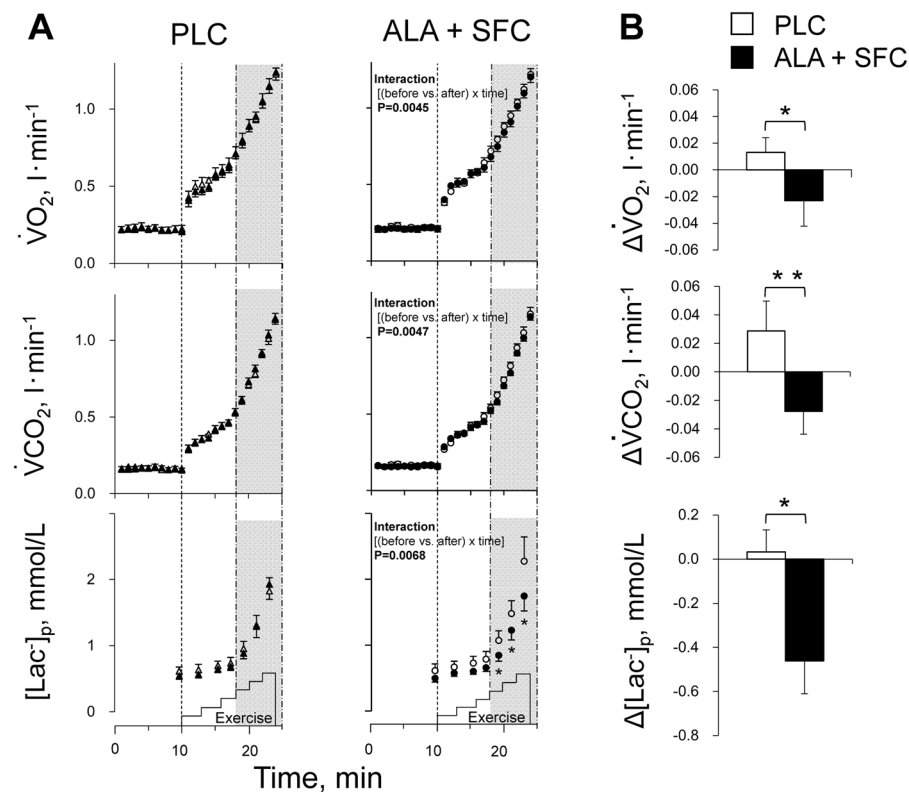 A
PLC
ALA + SFC
B
PLC
ALA + SFC
V̇O₂, l·min⁻¹
1.0
0.5
0.0
Interaction
[(before vs. after) x time]
P=0.0045
V̇CO₂, l·min⁻¹
1.0
0.5
0.0
Interaction
[(before vs. after) x time]
P=0.0047
[Lac⁻]p, mmol/L
2
1
0
Exercise
0
10
20
Interaction
[(before vs. after) x time]
P=0.0068
*
*
*
Exercise
0
10
20
Time, min
ΔV̇O₂, l·min⁻¹
0.06
0.04
0.02
0.00
-0.02
-0.04
-0.06
*
ΔV̇CO₂, l·min⁻¹
0.06
0.04
0.02
0.00
-0.02
-0.04
-0.06
* *
Δ[Lac⁻]p, mmol/L
0.2
0.0
-0.2
-0.4
-0.6
-0.8
*